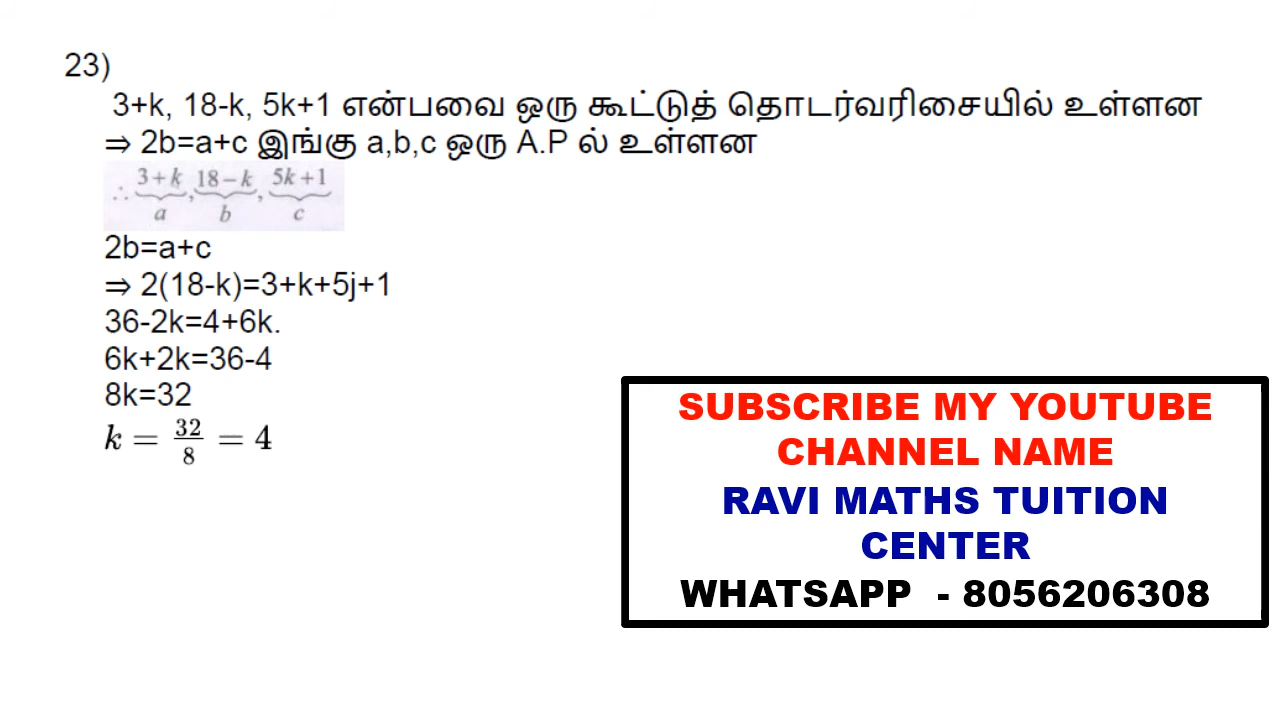 23)
3+k, 18-k, 5k+1 என்பவை ஒரு கூட்டுத் தொடர்வரிசையில் உள்ளன
⇒ 2b=a+c இங்கு a,b,c ஒரு A.P ல் உள்ளன
∴ 3+k, 18-k, 5k+1
a b c
2b=a+c
⇒ 2(18-k)=3+k+5j+1
36-2k=4+6k.
6k+2k=36-4
8k=32
k = 32/8 = 4
SUBSCRIBE MY YOUTUBE
CHANNEL NAME
RAVI MATHS TUITION
CENTER
WHATSAPP - 8056206308